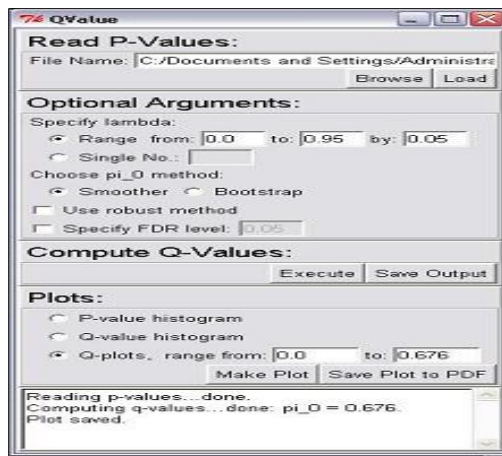 QValue
Read P-Values:
File Name: C:/Documents and Settings/Administra
Browse Load
Optional Arguments:
Specify lambda:
Range from: 0.0 to: 0.95 by: 0.05
Single No.:
Choose pi_0 method:
Smoother Bootstrap
Use robust method
Specify FDR level: 0.05
Compute Q-Values:
Execute Save Output
Plots:
P-value histogram
Q-value histogram
Q-plots, range from: 0.0 to: 0.676
Make Plot Save Plot to PDF
Reading p-values...done.
Computing q-values...done: pi_0 = 0.676.
Plot saved.